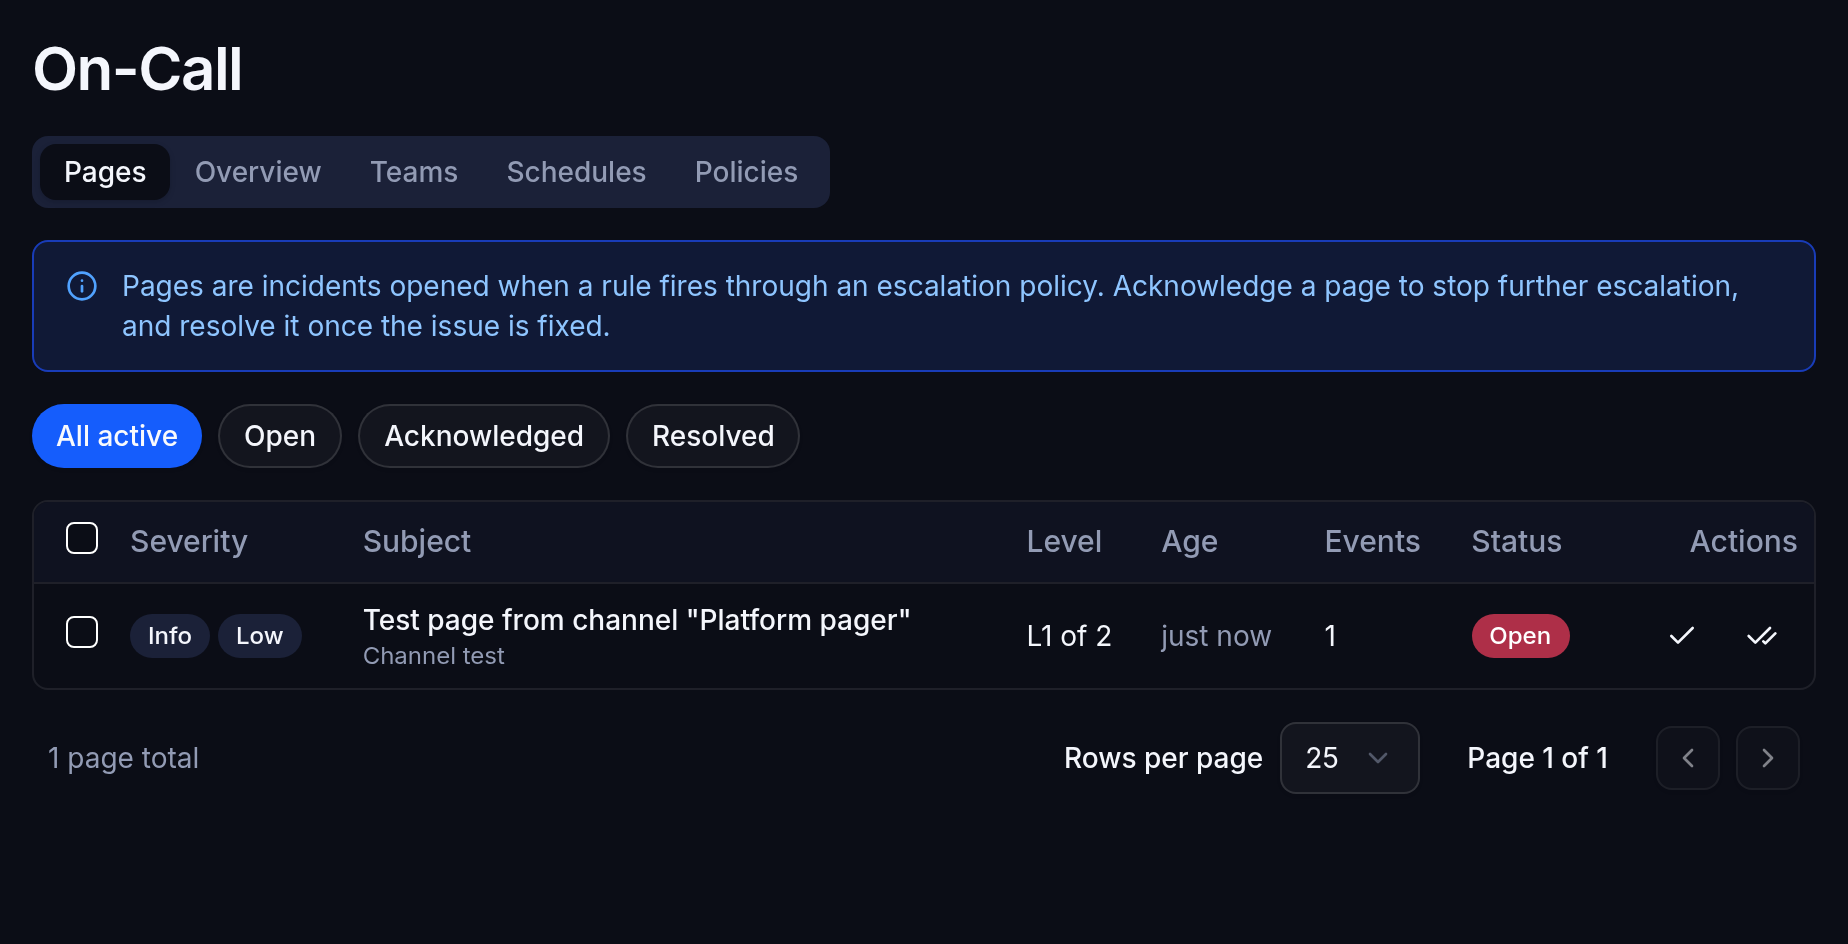 On-Call
Pages Overview Teams Schedules Policies
Pages are incidents opened when a rule fires through an escalation policy. Acknowledge a page to stop further escalation,
and resolve it once the issue is fixed.
All active Open Acknowledged Resolved
Severity Subject Level Age Events Status Actions
Info Low Test page from channel "Platform pager" L1 of 2 just now 1 Open
Channel test
1 page total Rows per page 25 Page 1 of 1